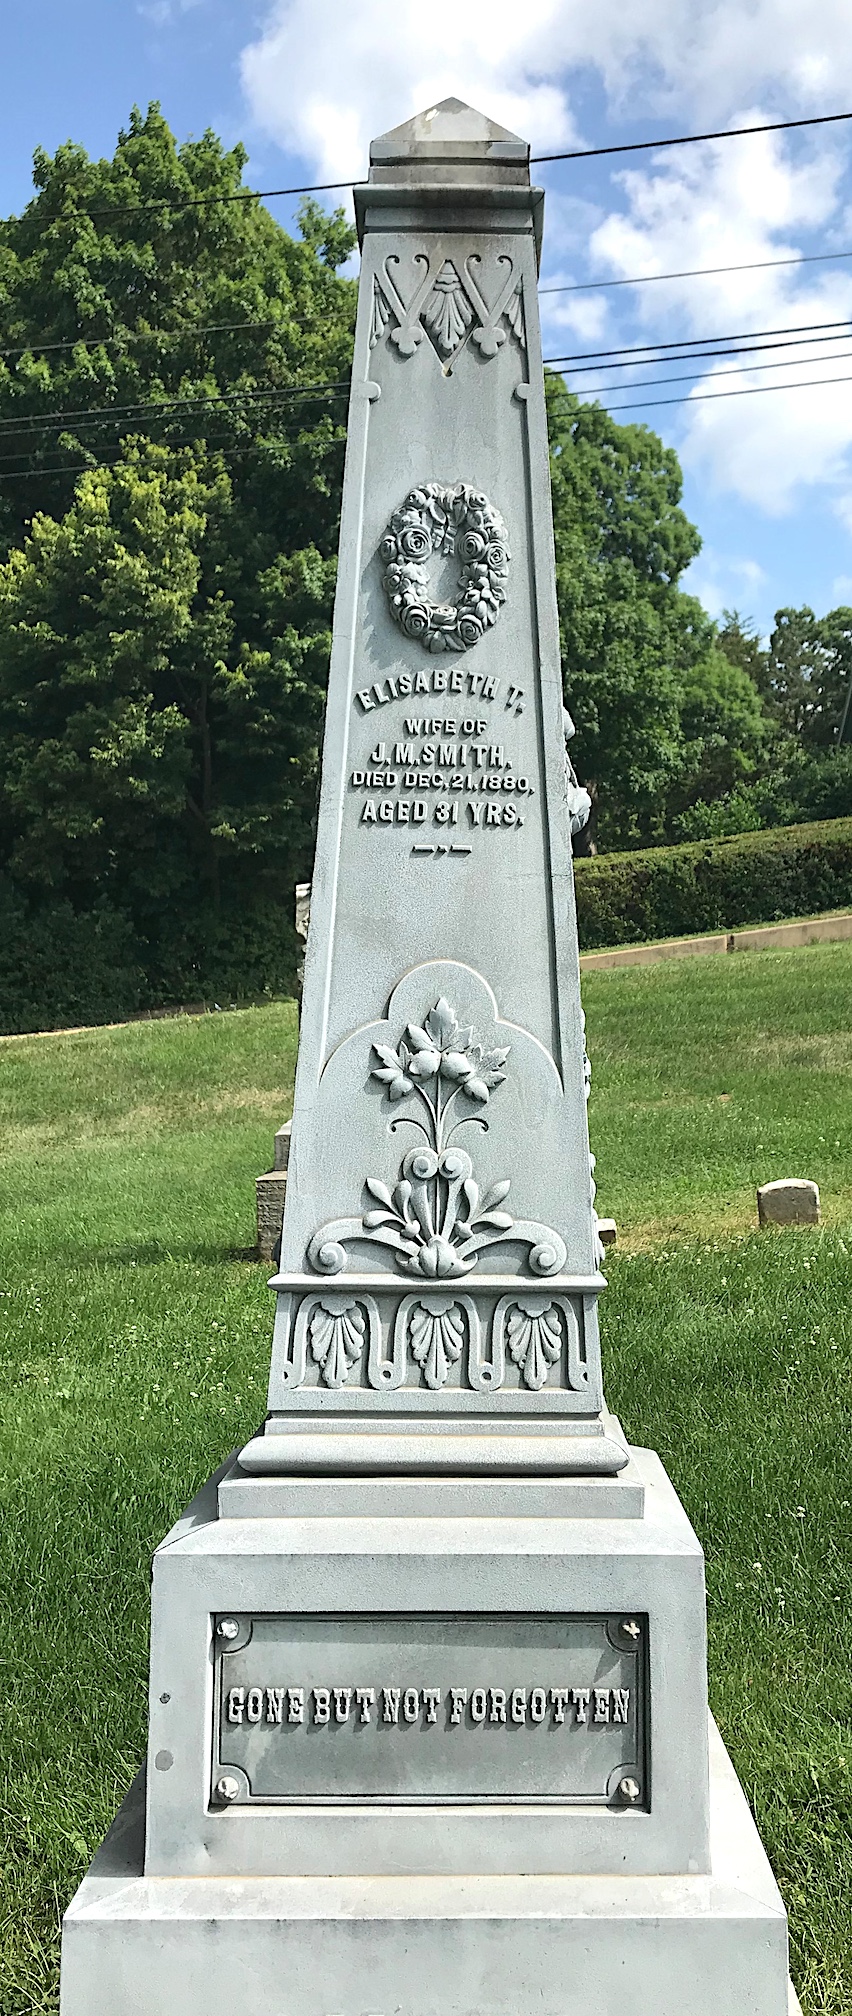 ELISABETH T.
WIFE OF
J.M.SMITH.
DIED DEC. 21. 1880,
AGED 31 YRS.
GONE BUT NOT FORGOTTEN